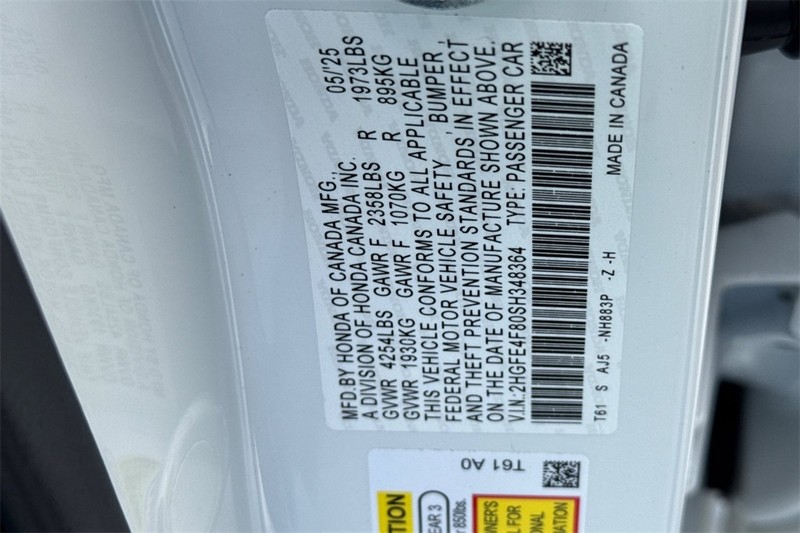 MFD.BY HONDA OF CANADA MFG., 05/'25
A DIVISION OF HONDA CANADA INC.
GVWR 4254LBS GAWR F 2358LBS R 1973LBS
GVWR 1930KG GAWR F 1070KG R 895KG
THIS VEHICLE CONFORMS TO ALL APPLICABLE
FEDERAL MOTOR VEHICLE SAFETY , BUMPER ,
AND THEFT PREVENTION STANDARDS IN EFFECT
ON THE DATE OF MANUFACTURE SHOWN ABOVE.
V.I.N.:2HGFE4F80SH348364 TYPE: PASSENGER CAR
T61 S AJ5 -NH883P -Z -H
MADE IN CANADA
T61 A0